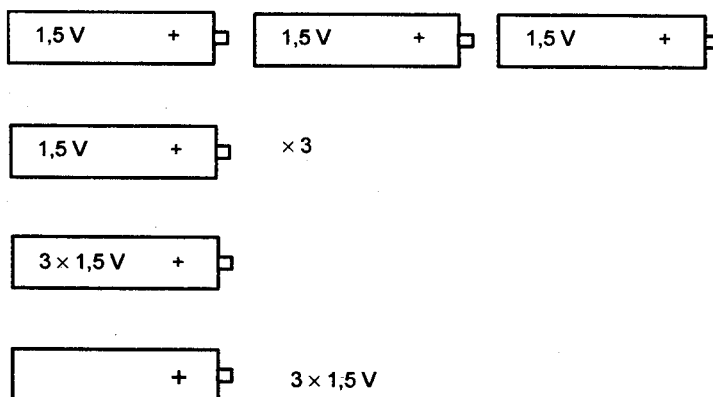 1,5 V + 1,5 V + 1,5 V +
1,5 V + × 3
3 × 1,5 V +
+ 3 × 1,5 V